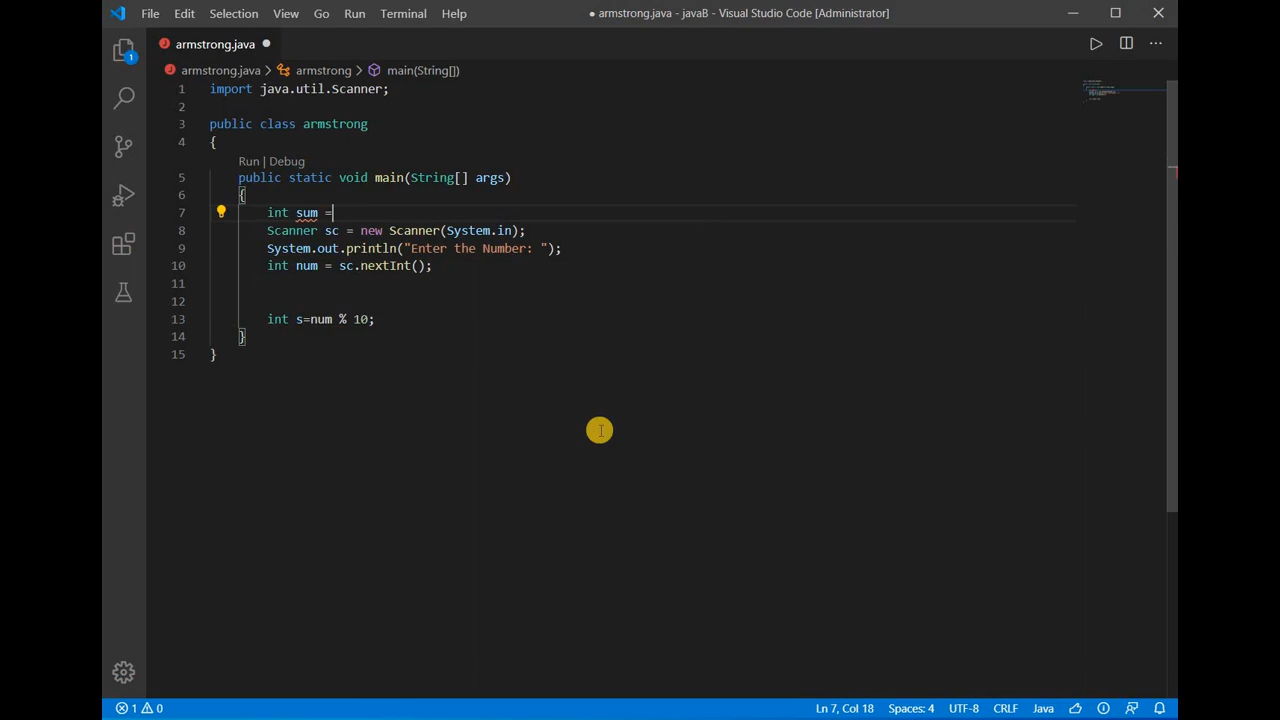 File Edit Selection View Go Run Terminal Help ● armstrong.java - javaB - Visual Studio Code [Administrator]
armstrong.java
armstrong.java > armstrong > main(String[])
1 import java.util.Scanner;
2
3 public class armstrong
4 {
Run | Debug
5 public static void main(String[] args)
6 {
7 int sum =
8 Scanner sc = new Scanner(System.in);
9 System.out.println("Enter the Number: ");
10 int num = sc.nextInt();
11
12
13 int s=num % 10;
14 }
15 }
1
1 0 Ln 7, Col 18 Spaces: 4 UTF-8 CRLF Java